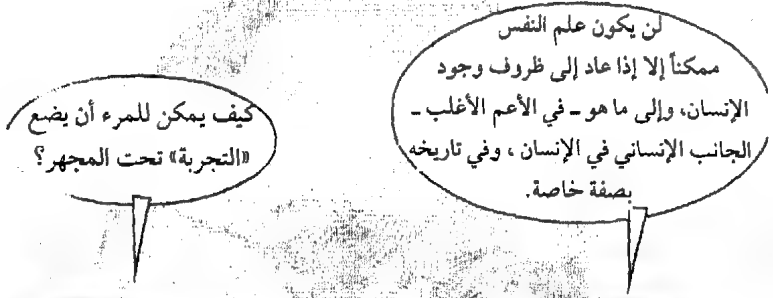 لن يكون علم النفس
ممكناً إلا إذا عاد إلى ظروف وجود
الإنسان، وإلى ما هو ـ في الأعم الأغلب ـ
الجانب الإنساني في الإنسان ، وفي تاريخه
بصفة خاصة.
كيف يمكن للمرء أن يضع
«التجربة» تحت المجهر؟